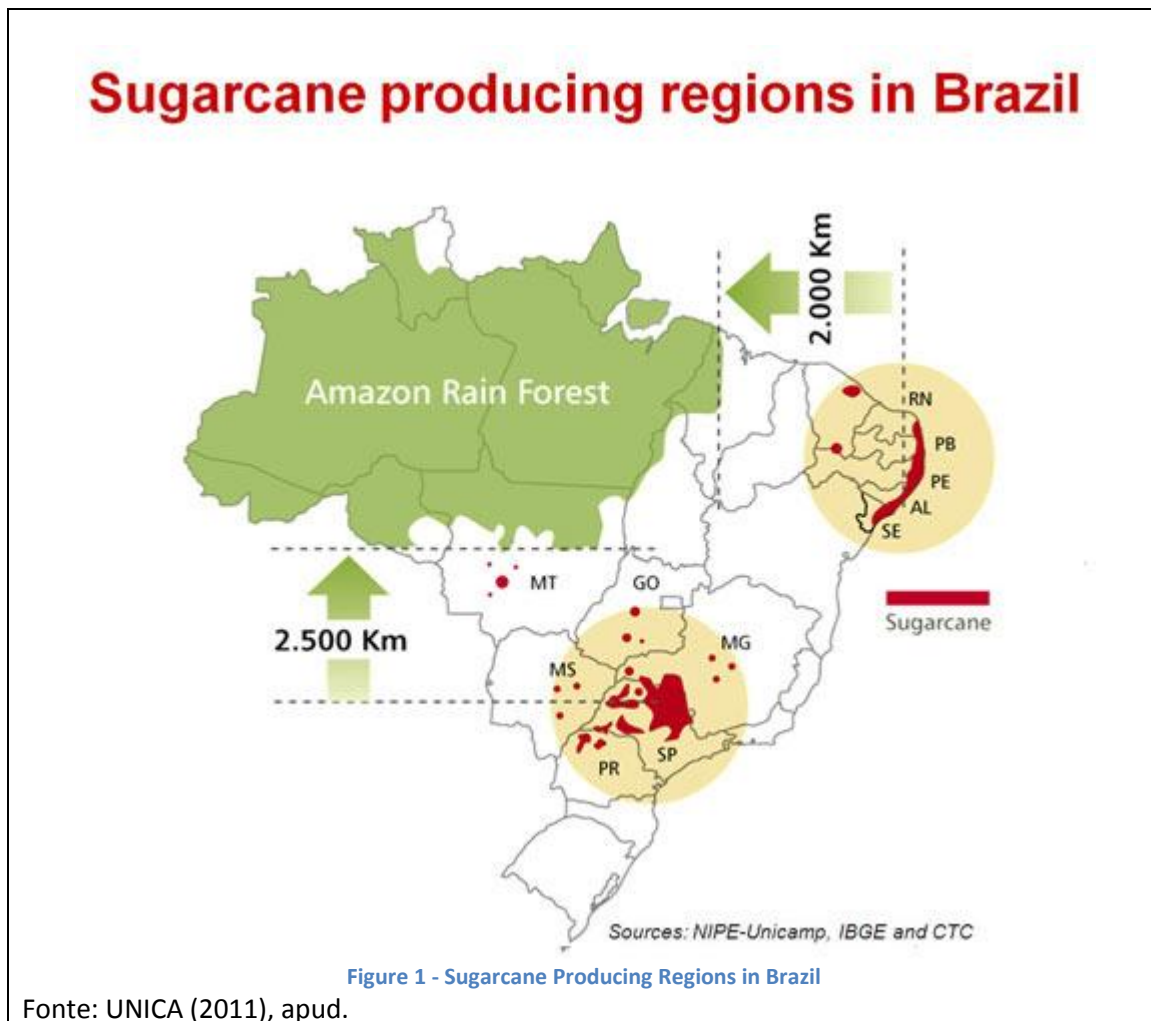 Sugarcane producing regions in Brazil
2.000 Km
Amazon Rain Forest
RN
PB
PE
AL
SE
MT
GO
Sugarcane
2.500 Km
MS
MG
SP
PR
Sources: NIPE-Unicamp, IBGE and CTC
Figure 1 - Sugarcane Producing Regions in Brazil
Fonte: UNICA (2011), apud.